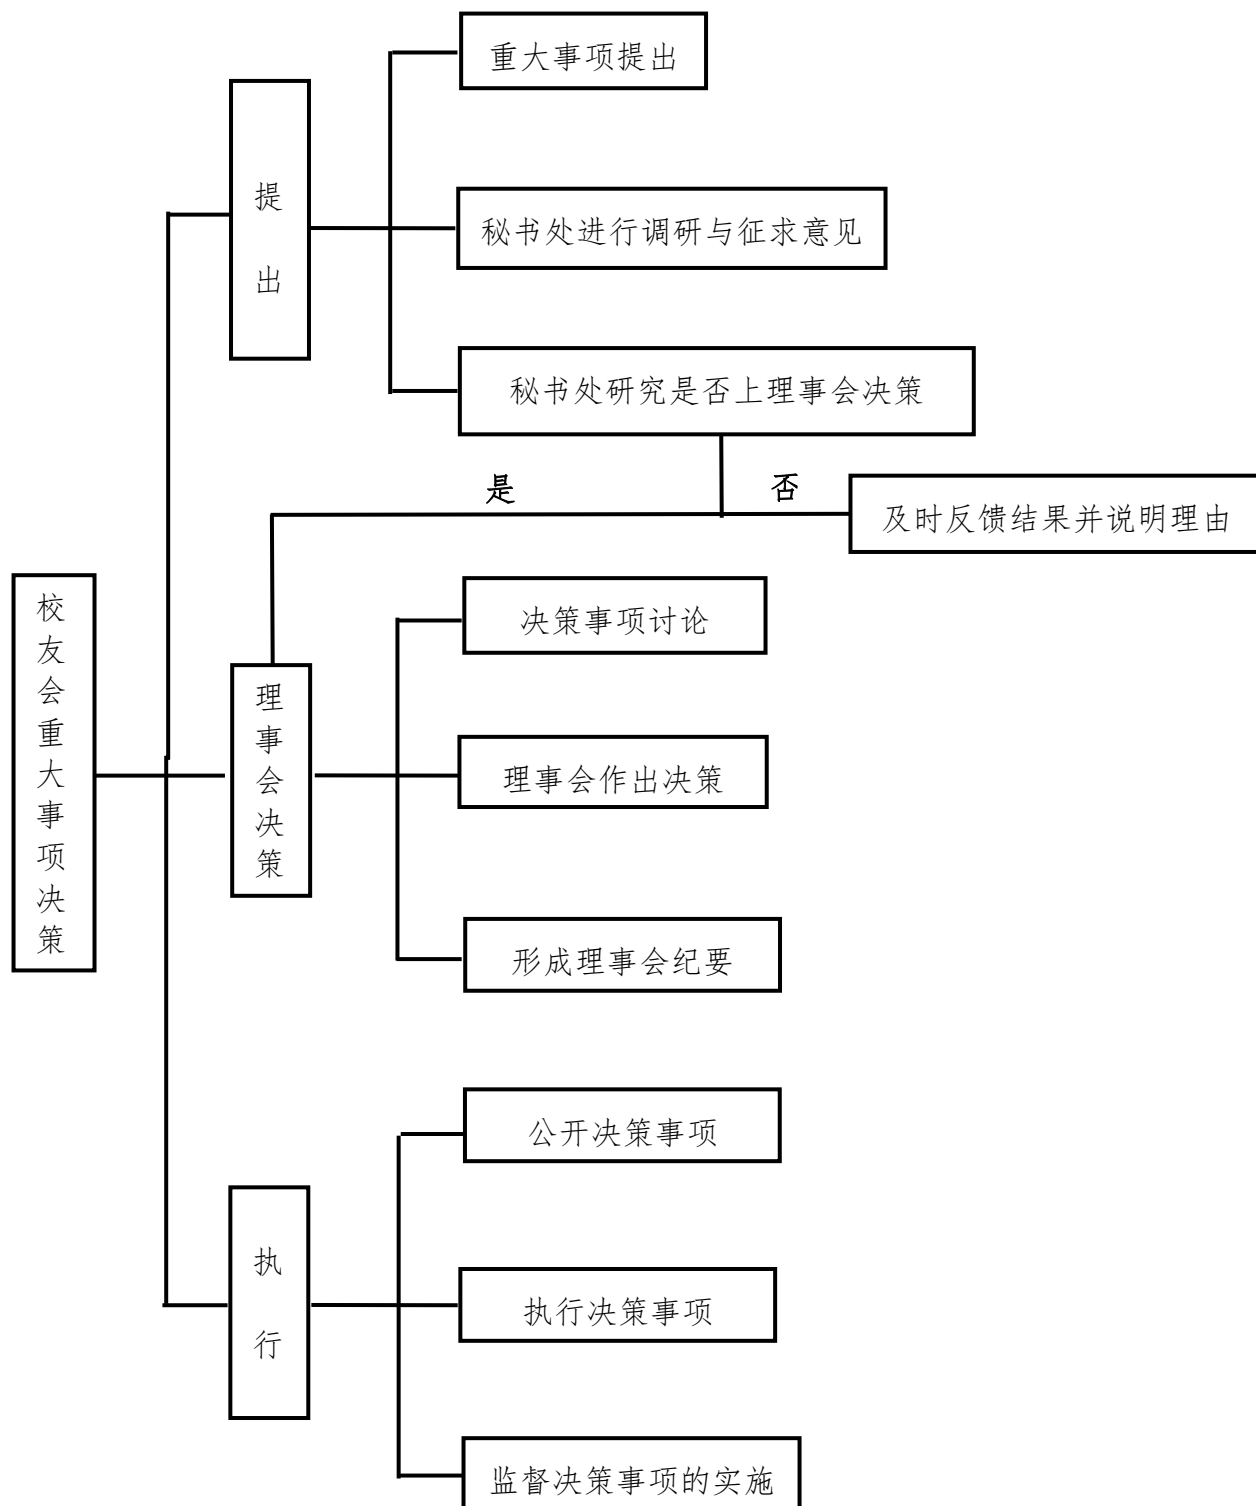 重大事项提出
提出
秘书处进行调研与征求意见
秘书处研究是否上理事会决策
是
否
及时反馈结果并说明理由
校友会重大事项决策
决策事项讨论
理事会决策
理事会作出决策
形成理事会纪要
公开决策事项
执行
执行决策事项
监督决策事项的实施